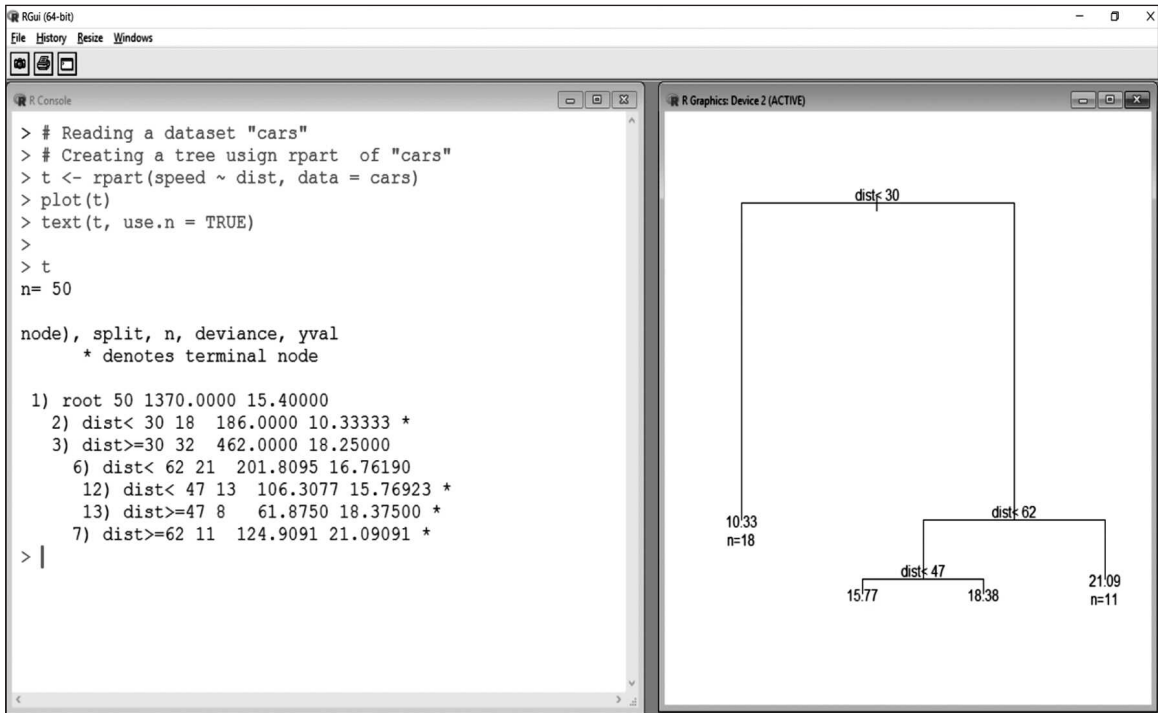 RGui (64-bit)
File History Resize Windows
R Console
> # Reading a dataset "cars"
> # Creating a tree usign rpart  of "cars"
> t <- rpart(speed ~ dist, data = cars)
> plot(t)
> text(t, use.n = TRUE)
>
> t
n= 50
node), split, n, deviance, yval
* denotes terminal node
1) root 50 1370.0000 15.40000
2) dist< 30 18  186.0000 10.33333 *
3) dist>=30 32  462.0000 18.25000
6) dist< 62 21  201.8095 16.76190
12) dist< 47 13  106.3077 15.76923 *
13) dist>=47 8   61.8750 18.37500 *
7) dist>=62 11  124.9091 21.09091 *
>
R Graphics: Device 2 (ACTIVE)
dist< 30
10.33
n=18
dist< 62
dist< 47
15.77
18.38
21.09
n=11